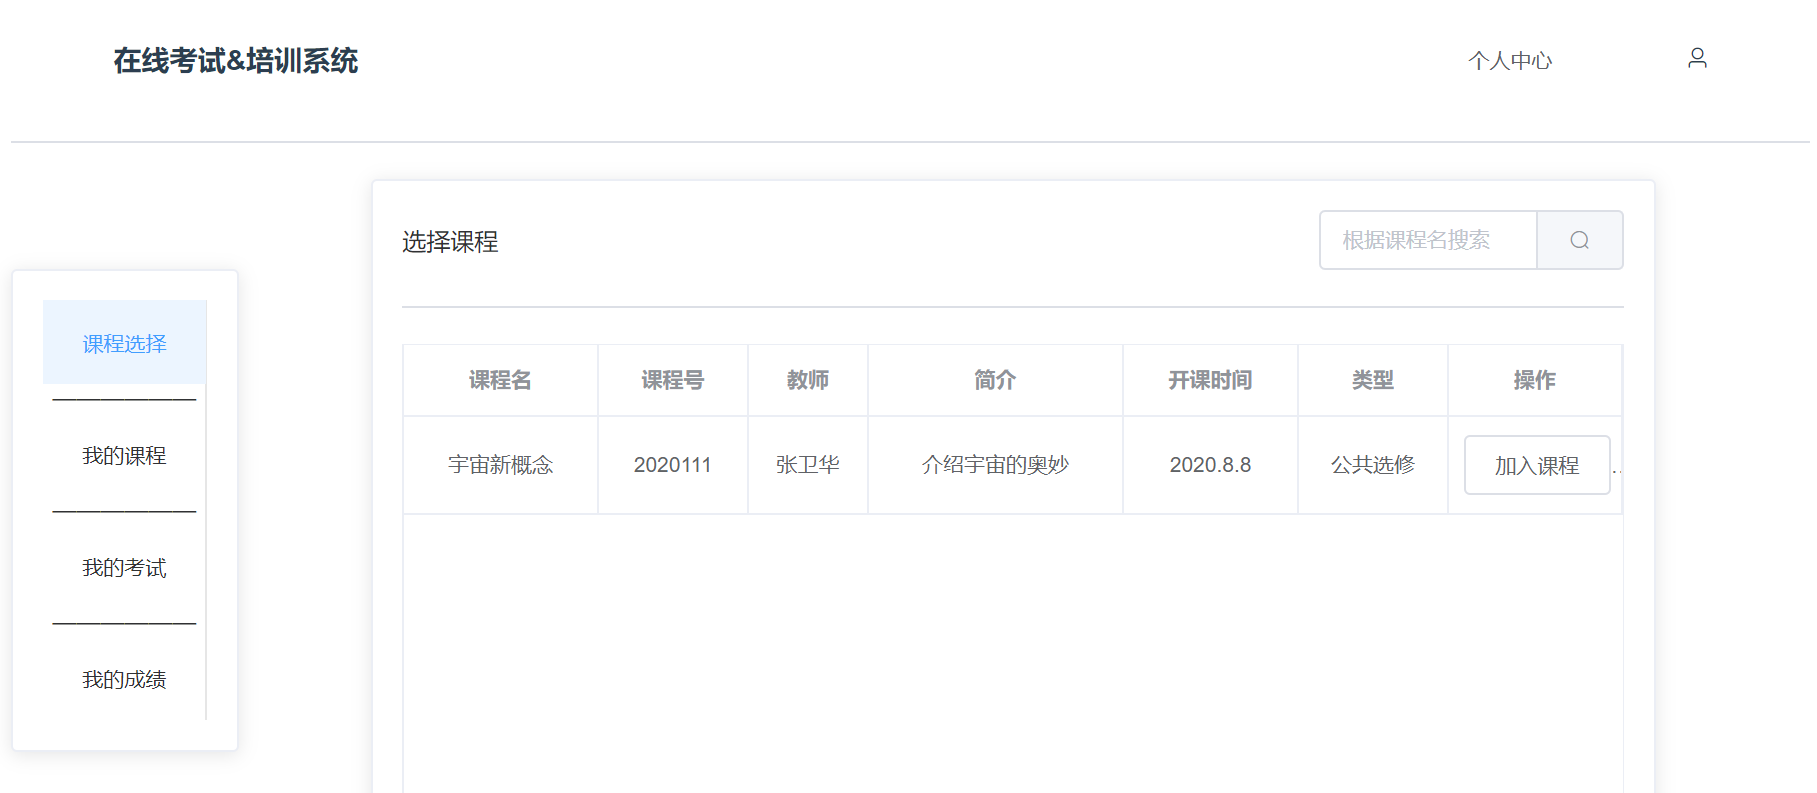 在线考试&培训系统
个人中心
选择课程
根据课程名搜索
课程选择
我的课程
我的考试
我的成绩
课程名 课程号 教师 简介 开课时间 类型 操作
宇宙新概念 2020111 张卫华 介绍宇宙的奥妙 2020.8.8 公共选修 加入课程 ..